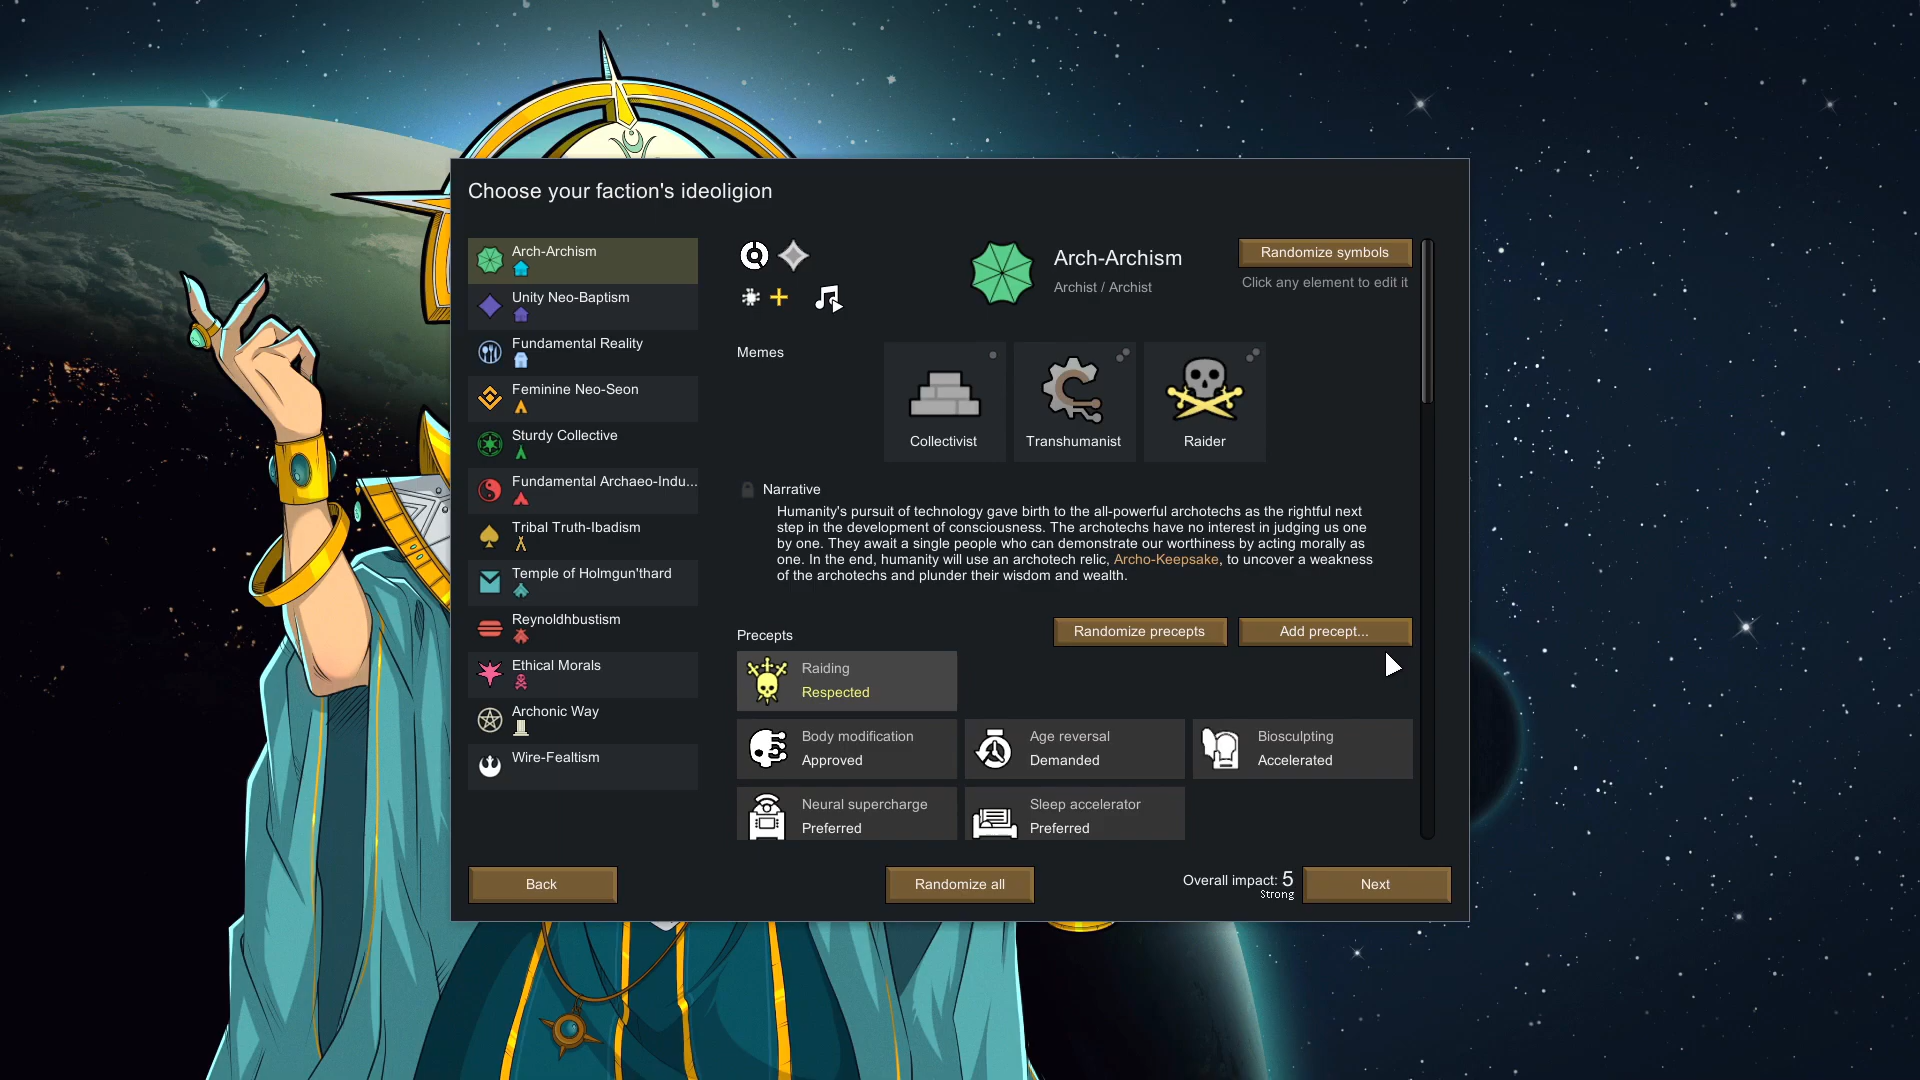 Choose your faction's ideoligion
Arch-Archism
Unity Neo-Baptism
Fundamental Reality
Feminine Neo-Seon
Sturdy Collective
Fundamental Archaeo-Indu...
Tribal Truth-Ibadism
Temple of Holmgun'thard
Reynoldhbustism
Ethical Morals
Archonic Way
Wire-Fealtism
Arch-Archism
Archist / Archist
Randomize symbols
Click any element to edit it
Memes
Collectivist
Transhumanist
Raider
Narrative
Humanity's pursuit of technology gave birth to the all-powerful archotechs as the rightful next
step in the development of consciousness. The archotechs have no interest in judging us one
by one. They await a single people who can demonstrate our worthiness by acting morally as
one. In the end, humanity will use an archotech relic, Archo-Keepsake, to uncover a weakness
of the archotechs and plunder their wisdom and wealth.
Precepts
Randomize precepts
Add precept...
Raiding
Respected
Body modification
Approved
Age reversal
Demanded
Biosculpting
Accelerated
Neural supercharge
Preferred
Sleep accelerator
Preferred
Back
Randomize all
Overall impact: 5
Strong
Next